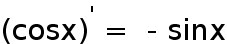 (cosx)' = - sinx